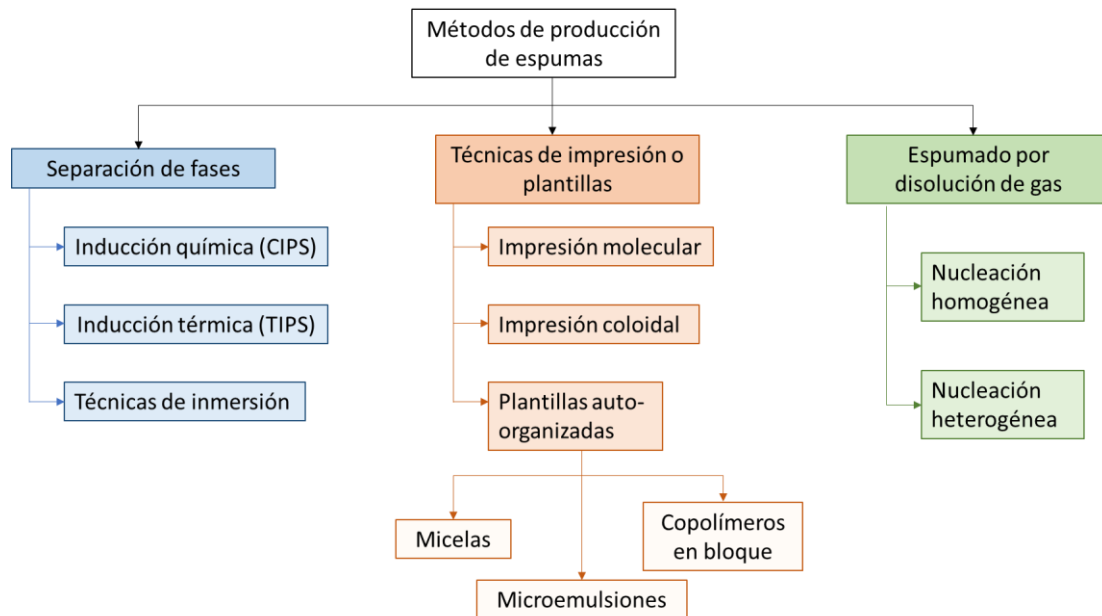 Métodos de producción
de espumas
Separación de fases
Inducción química (CIPS)
Inducción térmica (TIPS)
Técnicas de inmersión
Técnicas de impresión o
plantillas
Impresión molecular
Impresión coloidal
Plantillas auto-
organizadas
Micelas
Microemulsiones
Copolímeros
en bloque
Espumado por
disolución de gas
Nucleación
homogénea
Nucleación
heterogénea